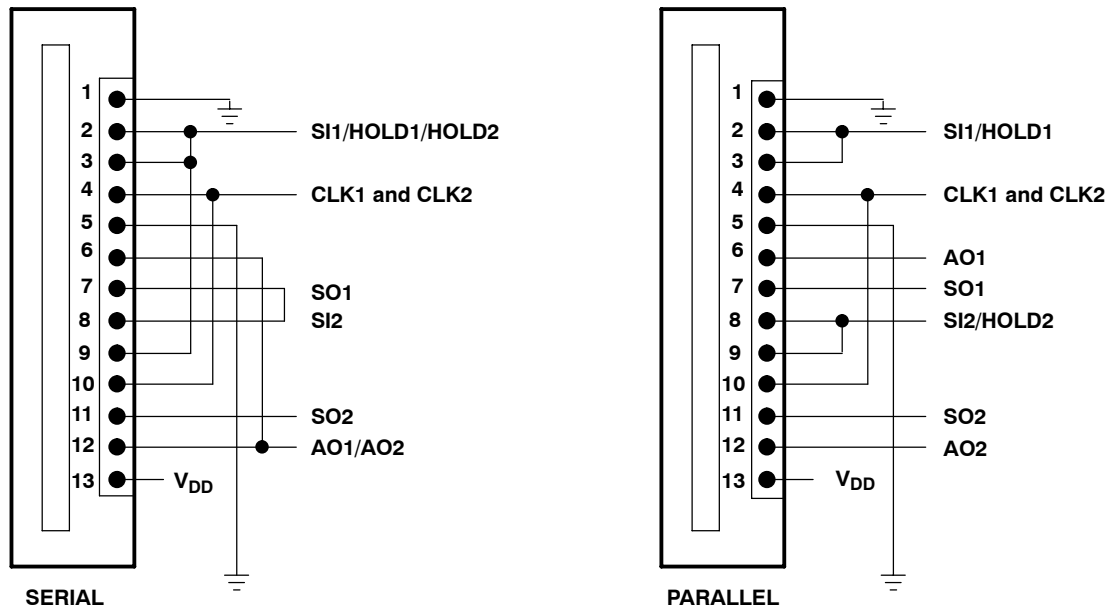 1
2 SI1/HOLD1/HOLD2
3
4 CLK1 and CLK2
5
6
7 SO1
8 SI2
9
10
11 SO2
12 AO1/AO2
13 VDD
SERIAL
1
2 SI1/HOLD1
3
4 CLK1 and CLK2
5
6 AO1
7 SO1
8 SI2/HOLD2
9
10
11 SO2
12 AO2
13 VDD
PARALLEL